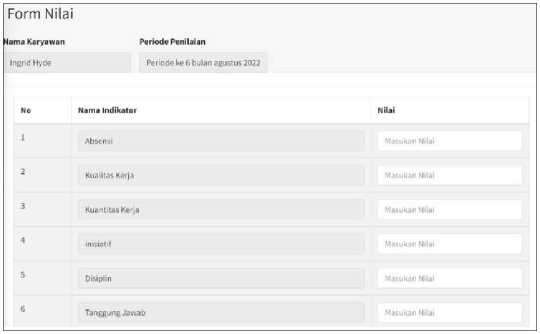 Form Nilai
Nama Karyawan Periode Penilaian
Ingrid Hyde Periode ke 6 bulan agustus 2022
No Nama Indikator Nilai
1 Absensi Masukan Nilai
2 Kualitas Kerja Masukan Nilai
3 Kuantitas Kerja Masukan Nilai
4 inisiatif Masukan Nilai
5 Disiplin Masukan Nilai
6 Tanggung Jawab Masukan Nilai